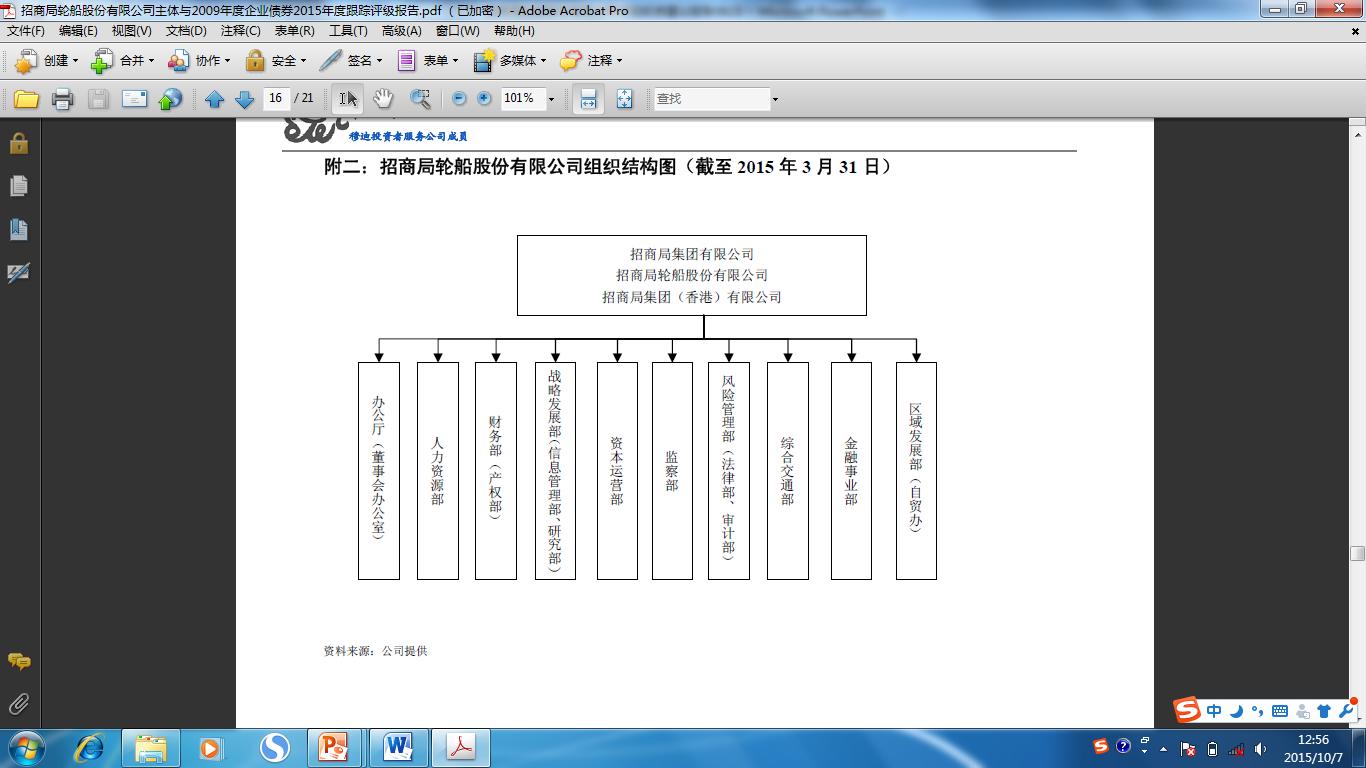 招商局轮船股份有限公司主体与2009年度企业债券2015年度跟踪评级报告.pdf （已加密） - Adobe Acrobat Pro
文件(F) 编辑(E) 视图(V) 文档(D) 注释(C) 表单(R) 工具(T) 高级(A) 窗口(W) 帮助(H)
创建 合并 协作 安全 签名 表单 多媒体 注释
16 / 21 101% 查找
穆迪投资者服务公司成员
附二：招商局轮船股份有限公司组织结构图（截至 2015 年 3 月 31 日）
招商局集团有限公司
招商局轮船股份有限公司
招商局集团（香港）有限公司
办公厅（董事会办公室）
人力资源部
财务部（产权部）
战略发展部（信息管理部、研究部）
资本运营部
监察部
风险管理部（法律部、审计部）
综合交通部
金融事业部
区域发展部（自贸办）
资料来源：公司提供
中
12:56
2015/10/7